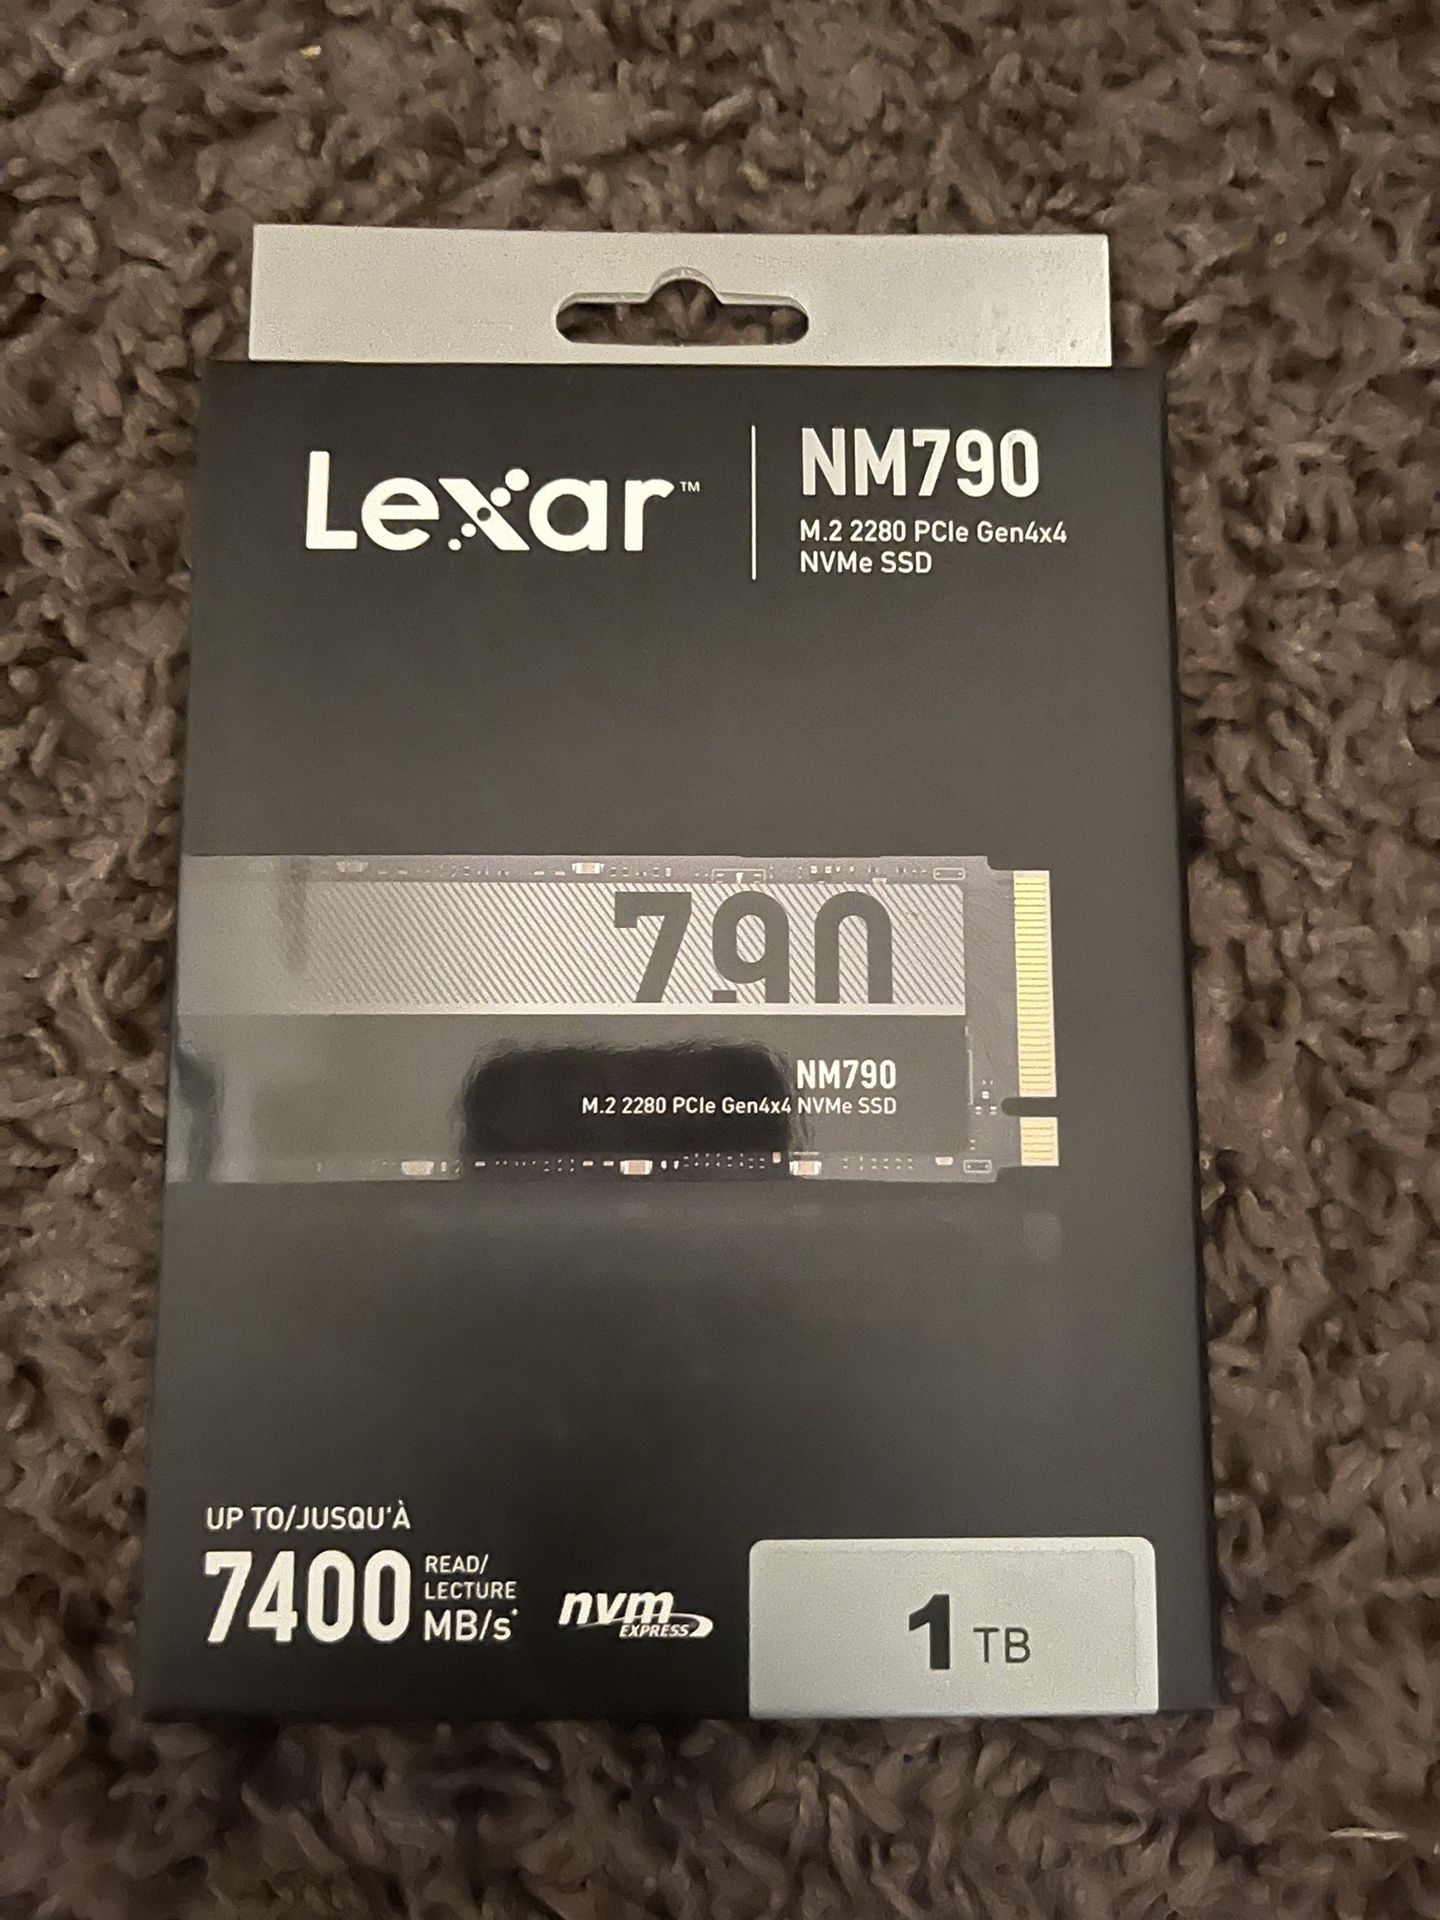 Lexar™
NM790
M.2 2280 PCIe Gen4x4
NVMe SSD
790
NM790
M.2 2280 PCIe Gen4x4 NVMe SSD
UP TO/JUSQU'À
7400 READ/
LECTURE
MB/s*
nvm
EXPRESS
1 TB